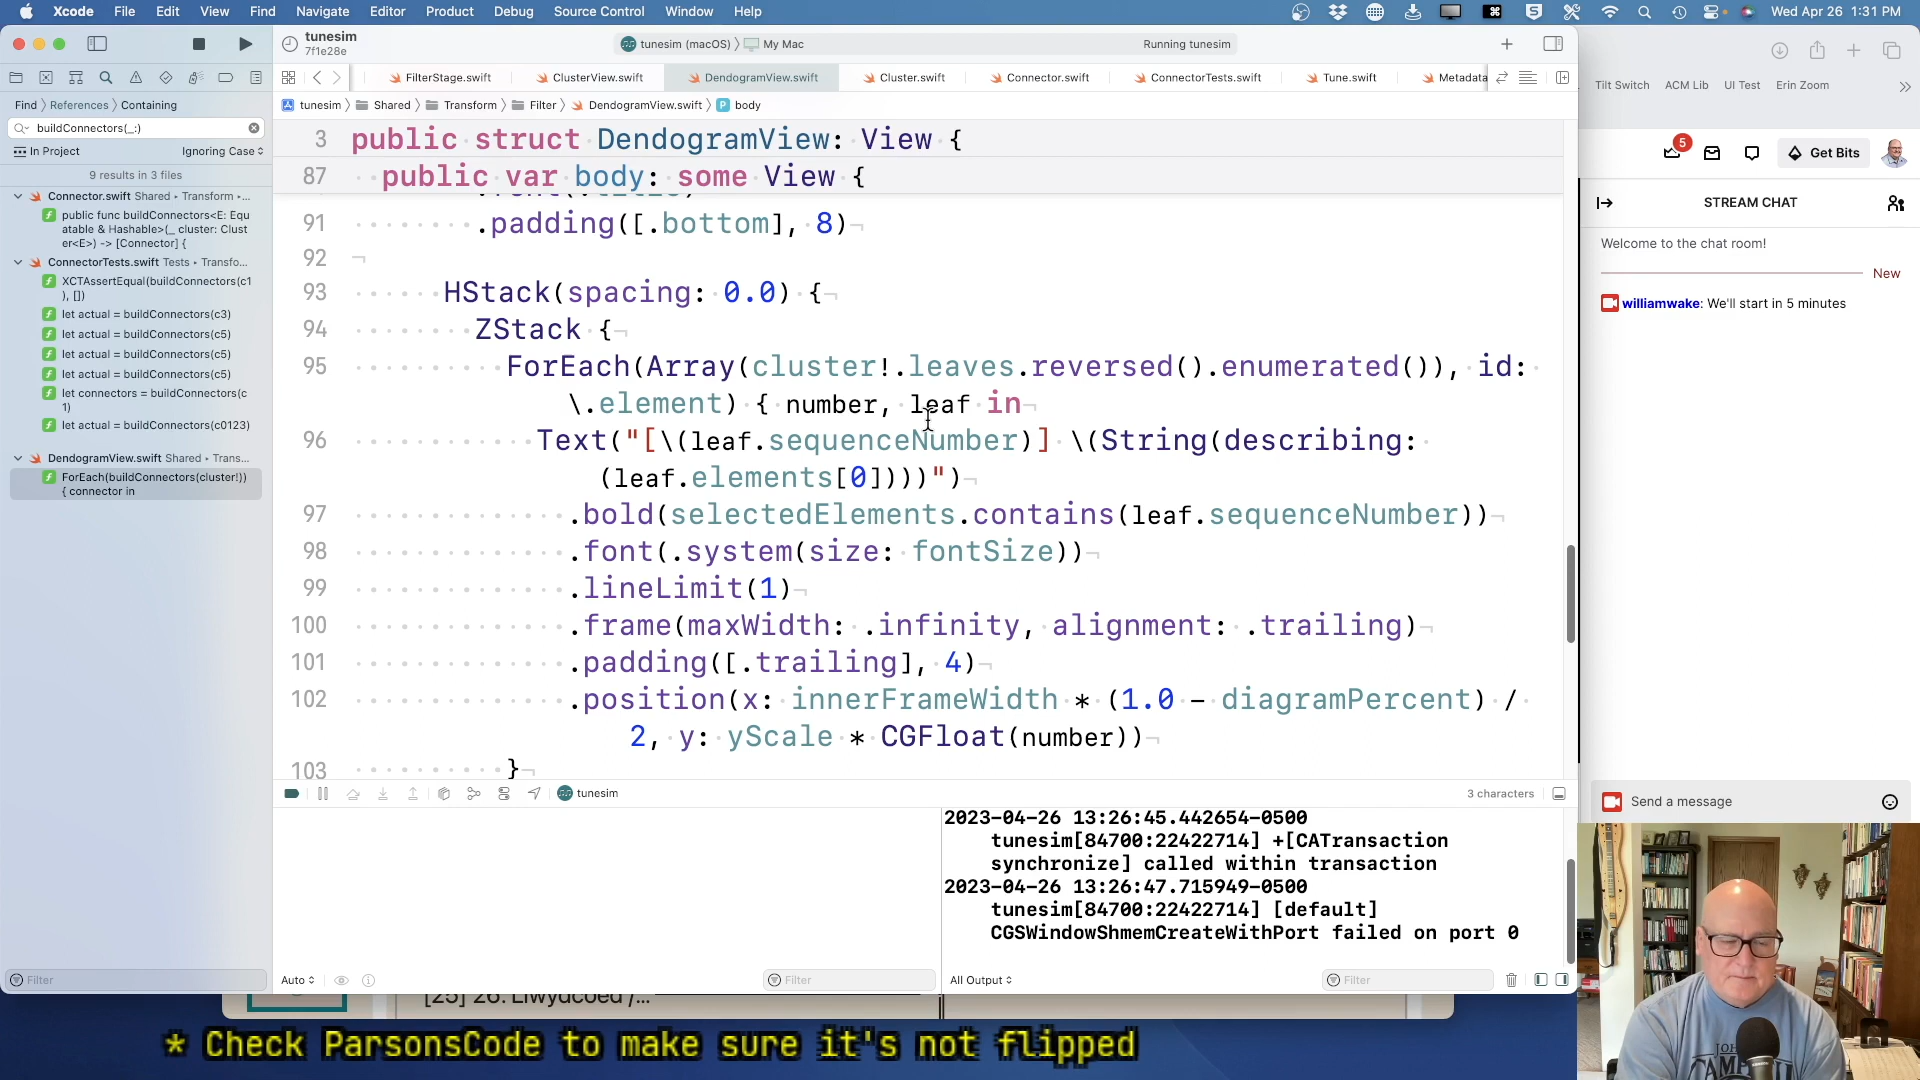 Xcode File Edit View Find Navigate Editor Product Debug Source Control Window Help
Wed Apr 26 1:31 PM
tunesim
7f1e28e
tunesim (macOS) 〉 My Mac
Running tunesim
FilterStage.swift ClusterView.swift DendogramView.swift Cluster.swift Connector.swift ConnectorTests.swift Tune.swift Metadata
tunesim 〉 Shared 〉 Transform 〉 Filter 〉 DendogramView.swift 〉 P body
Find 〉 References 〉 Containing
buildConnectors(_:)
In Project Ignoring Case
9 results in 3 files
Connector.swift Shared ▸ Transform ▸...
public func buildConnectors<E: Equ
atable & Hashable>(_ cluster: Clust
er<E>) -> [Connector] {
ConnectorTests.swift Tests ▸ Transfo...
XCTAssertEqual(buildConnectors(c1
), [])
let actual = buildConnectors(c3)
let actual = buildConnectors(c5)
let actual = buildConnectors(c5)
let actual = buildConnectors(c5)
let connectors = buildConnectors(c
1)
let actual = buildConnectors(c0123)
DendogramView.swift Shared ▸ Trans...
ForEach(buildConnectors(cluster!))
{ connector in
Filter
3 public struct DendogramView: View {
87 public var body: some View {
91 .padding([.bottom], 8)
92
93 HStack(spacing: 0.0) {
94 ZStack {
95 ForEach(Array(cluster!.leaves.reversed().enumerated()), id:
\.element) { number, leaf in
96 Text("[\(leaf.sequenceNumber)] \(String(describing:
(leaf.elements[0])))")
97 .bold(selectedElements.contains(leaf.sequenceNumber))
98 .font(.system(size: fontSize))
99 .lineLimit(1)
100 .frame(maxWidth: .infinity, alignment: .trailing)
101 .padding([.trailing], 4)
102 .position(x: innerFrameWidth * (1.0 - diagramPercent) /
2, y: yScale * CGFloat(number))
103 }
tunesim
3 characters
2023-04-26 13:26:45.442654-0500
tunesim[84700:22422714] +[CATransaction
synchronize] called within transaction
2023-04-26 13:26:47.715949-0500
tunesim[84700:22422714] [default]
CGSWindowShmemCreateWithPort failed on port 0
Auto Filter All Output Filter
Tilt Switch ACM Lib UI Test Erin Zoom
5
Get Bits
STREAM CHAT
Welcome to the chat room!
New
williamwake: We'll start in 5 minutes
Send a message
[25] 26. Llwydcoed /...
* Check ParsonsCode to make sure it's not flipped